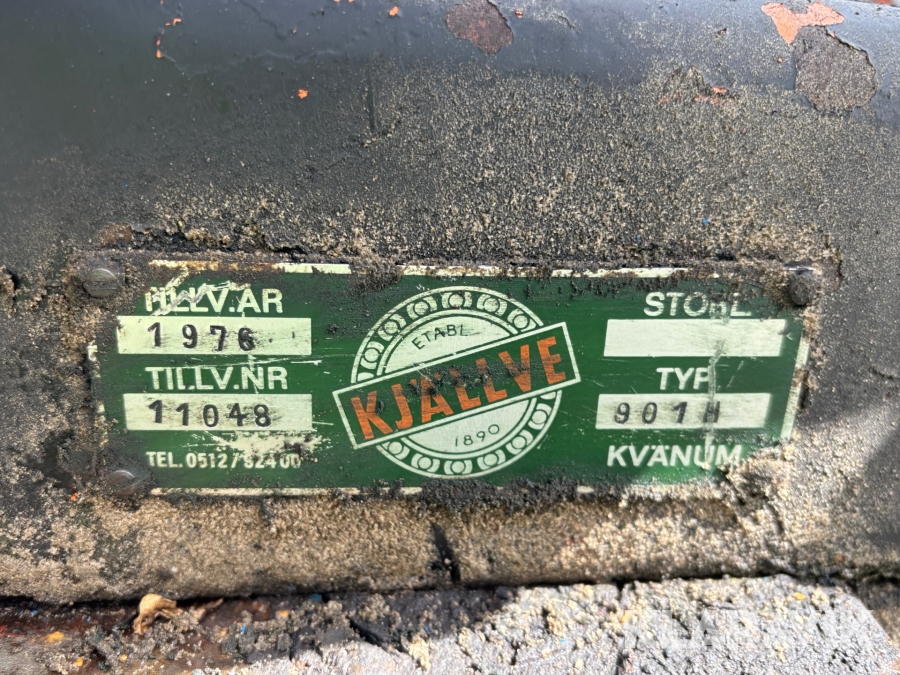 TILLV.ÅR
1976
TILLV.NR
11048
TEL. 0512/92400
ETABL.
KJÄLLVE
1890
STORL
TYP
901H
KVÄNUM